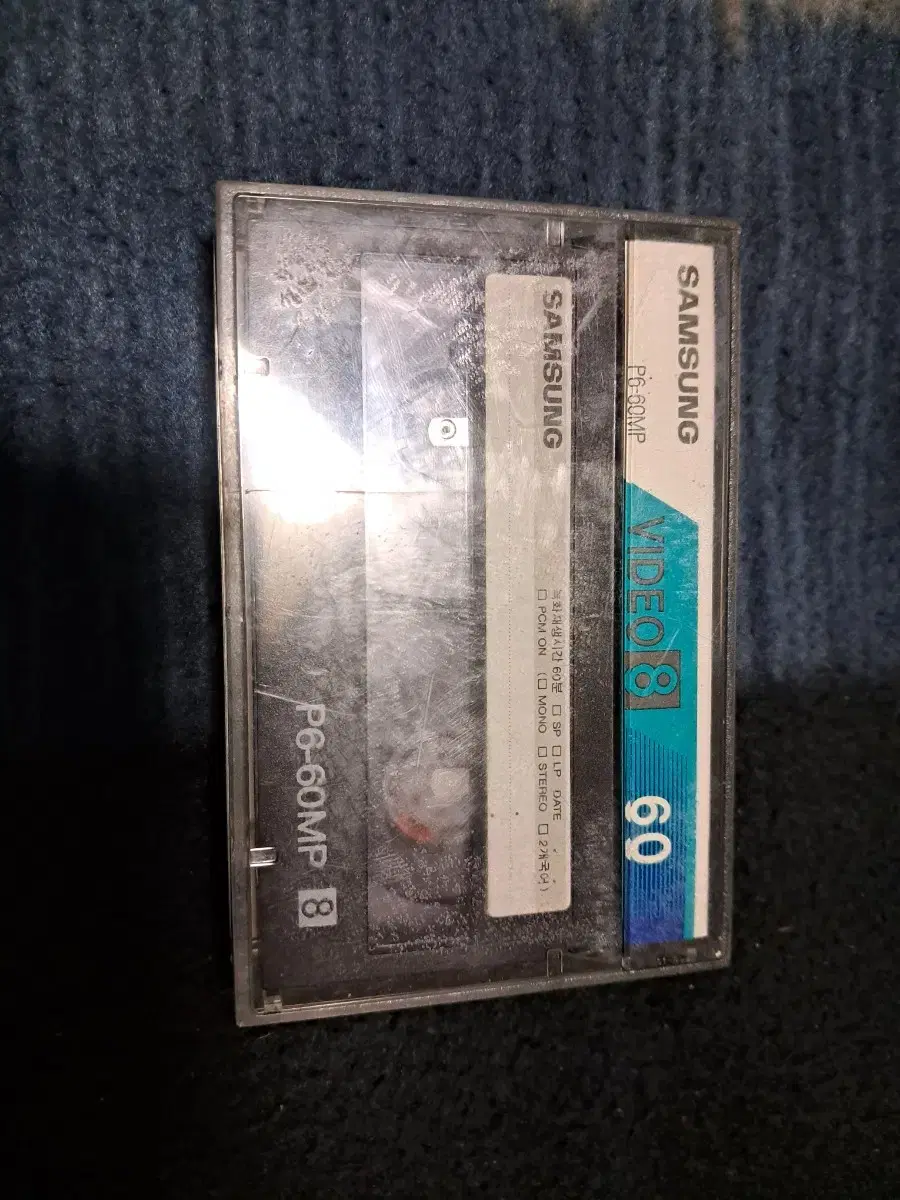 SAMSUNG
P6-60MP
VIDEO 8
60
SAMSUNG
녹화재생시간 60분 □ SP □ LP DATE
□ PCM ON (□ MONO □ STEREO □ 2개국어)
P6-60MP 8